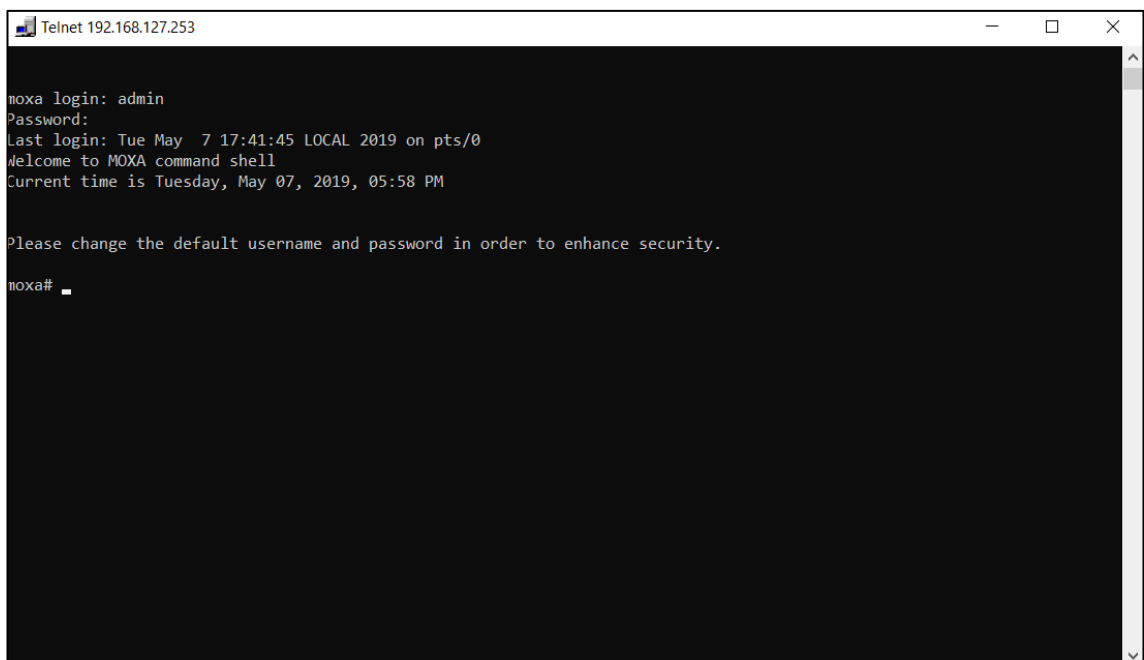 Telnet 192.168.127.253
moxa login: admin
Password:
Last login: Tue May  7 17:41:45 LOCAL 2019 on pts/0
Welcome to MOXA command shell
Current time is Tuesday, May 07, 2019, 05:58 PM
Please change the default username and password in order to enhance security.
moxa#